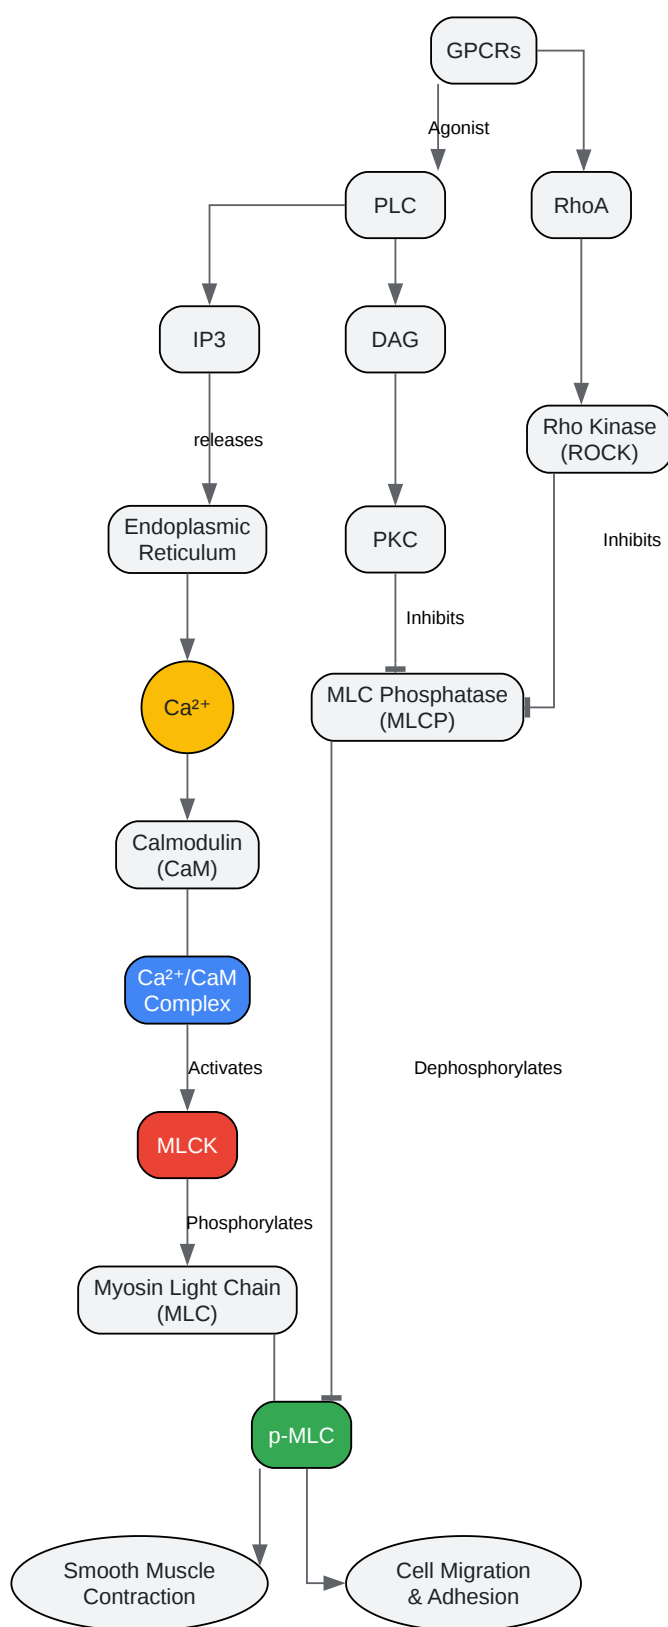 GPCRs
Agonist
PLC
RhoA
IP3
DAG
Rho Kinase
(ROCK)
releases
Endoplasmic
Reticulum
PKC
Inhibits
Inhibits
Ca²⁺
MLC Phosphatase
(MLCP)
Calmodulin
(CaM)
Ca²⁺/CaM
Complex
Activates
Dephosphorylates
MLCK
Phosphorylates
Myosin Light Chain
(MLC)
p-MLC
Smooth Muscle
Contraction
Cell Migration
& Adhesion